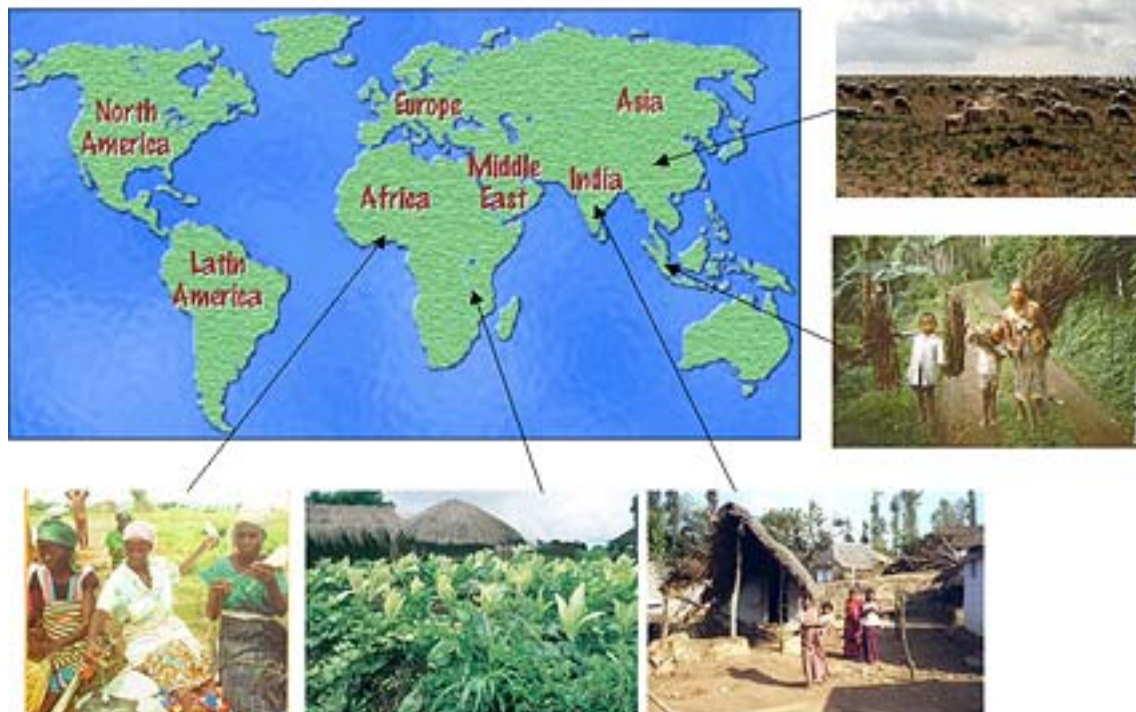 North
America
Europe
Asia
Middle
East
India
Africa
Latin
America